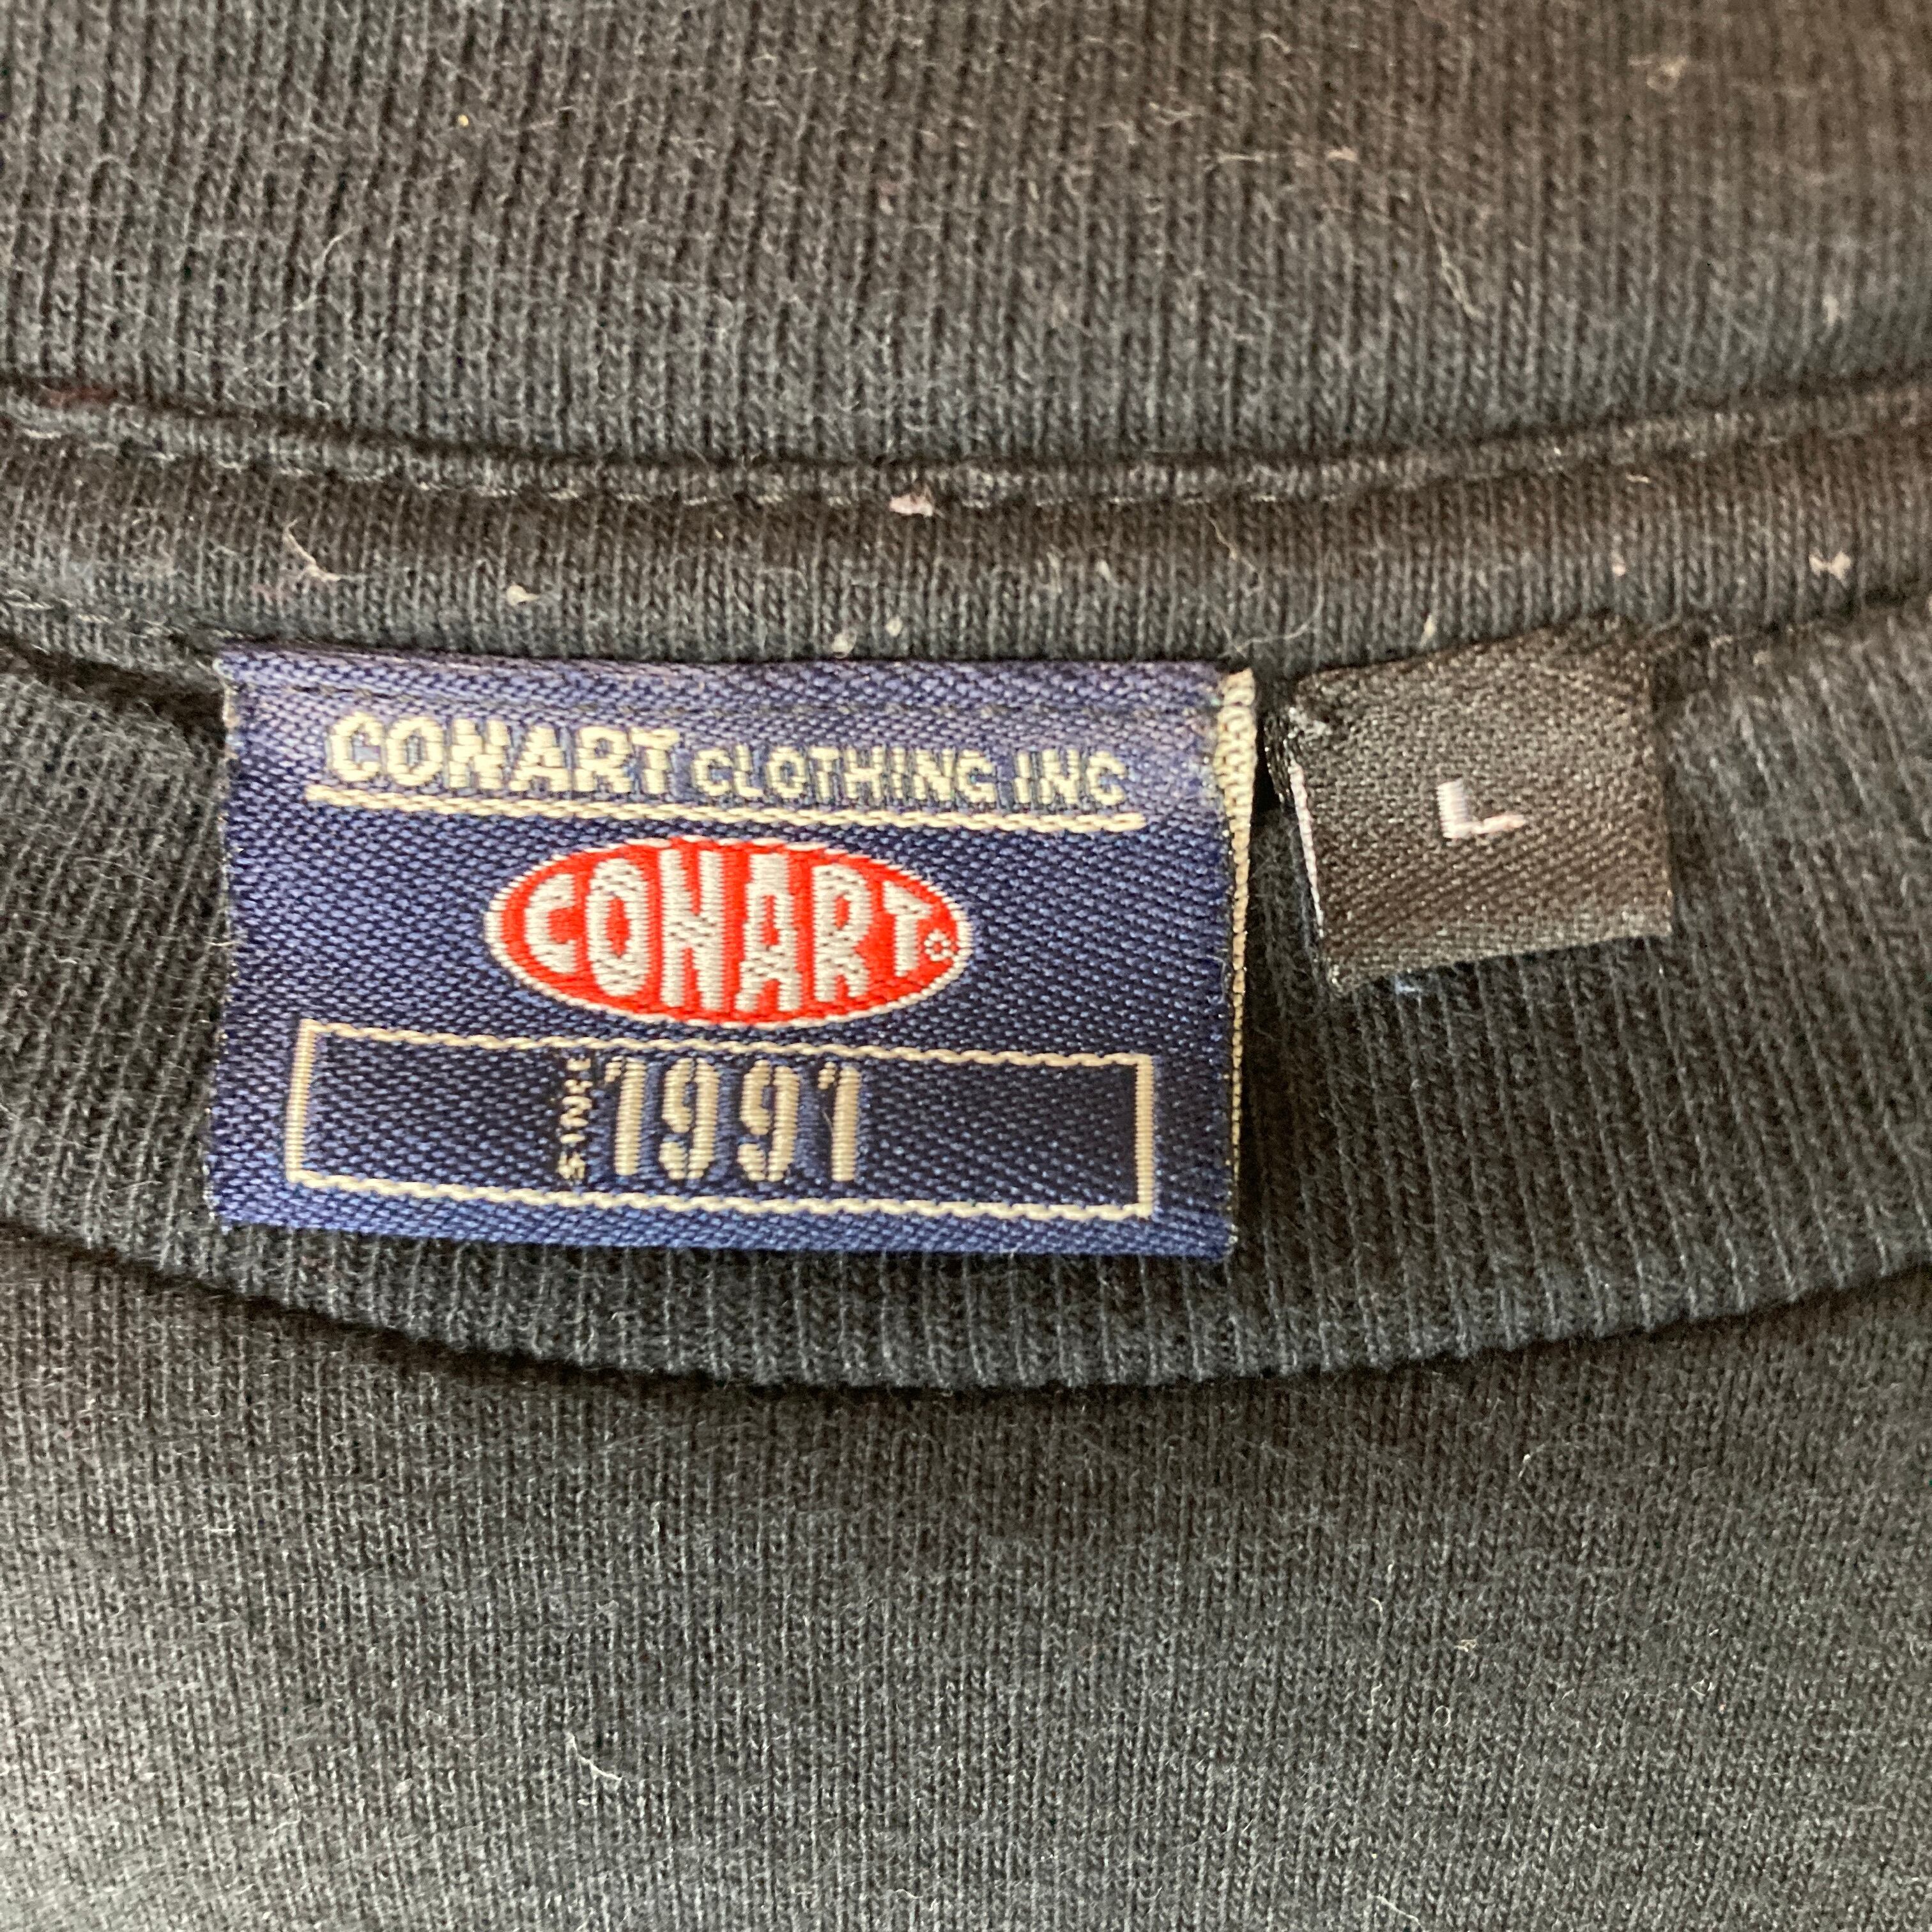 CONART CLOTHING INC
CONART®
SINCE 1991
L